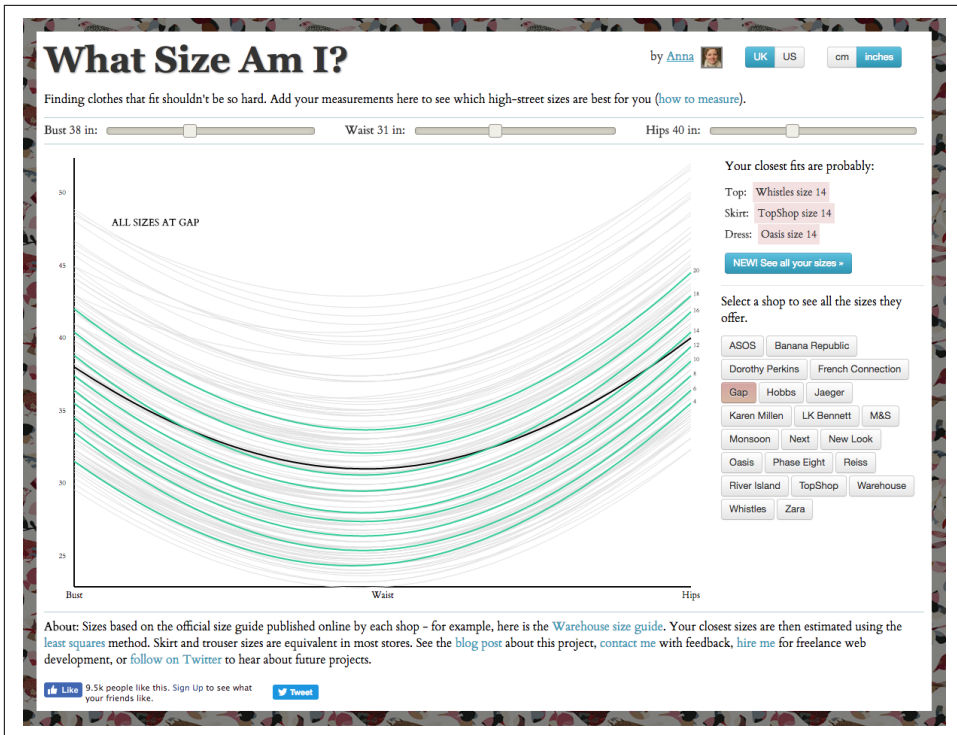 What Size Am I?
by Anna
UK US
cm inches
Finding clothes that fit shouldn't be so hard. Add your measurements here to see which high-street sizes are best for you (how to measure).
Bust 38 in:
Waist 31 in:
Hips 40 in:
50
45
40
35
30
25
ALL SIZES AT GAP
20
18
16
14
12
10
8
6
4
Bust
Waist
Hips
Your closest fits are probably:
Top: Whistles size 14
Skirt: TopShop size 14
Dress: Oasis size 14
NEW! See all your sizes »
Select a shop to see all the sizes they
offer.
ASOS Banana Republic
Dorothy Perkins French Connection
Gap Hobbs Jaeger
Karen Millen LK Bennett M&S
Monsoon Next New Look
Oasis Phase Eight Reiss
River Island TopShop Warehouse
Whistles Zara
About: Sizes based on the official size guide published online by each shop - for example, here is the Warehouse size guide. Your closest sizes are then estimated using the
least squares method. Skirt and trouser sizes are equivalent in most stores. See the blog post about this project, contact me with feedback, hire me for freelance web
development, or follow on Twitter to hear about future projects.
Like
9.5k people like this. Sign Up to see what
your friends like.
Tweet